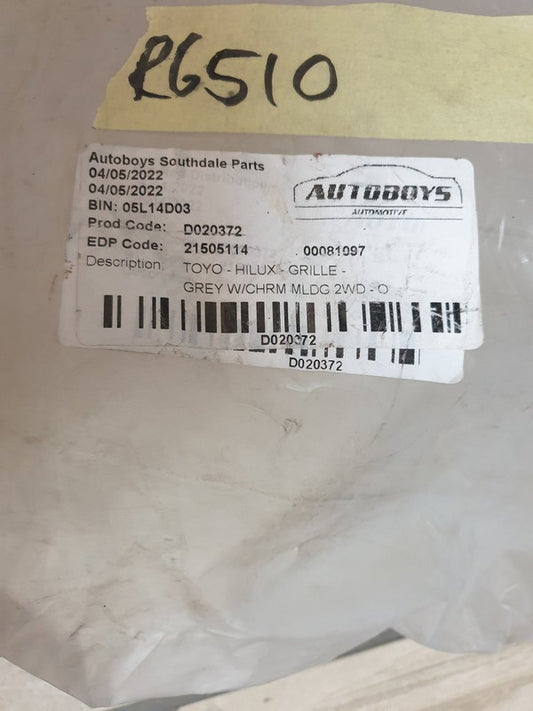 R6510
Autoboys Southdale Parts
04/05/2022
04/05/2022
BIN: 05L14D03
AUTOBOYS
AUTOMOTIVE
Prod Code: D020372
EDP Code: 21505114 00081097
Description: TOYO - HILUX - GRILLE -
GREY W/CHRM MLDG 2WD - O
D020372
D020372